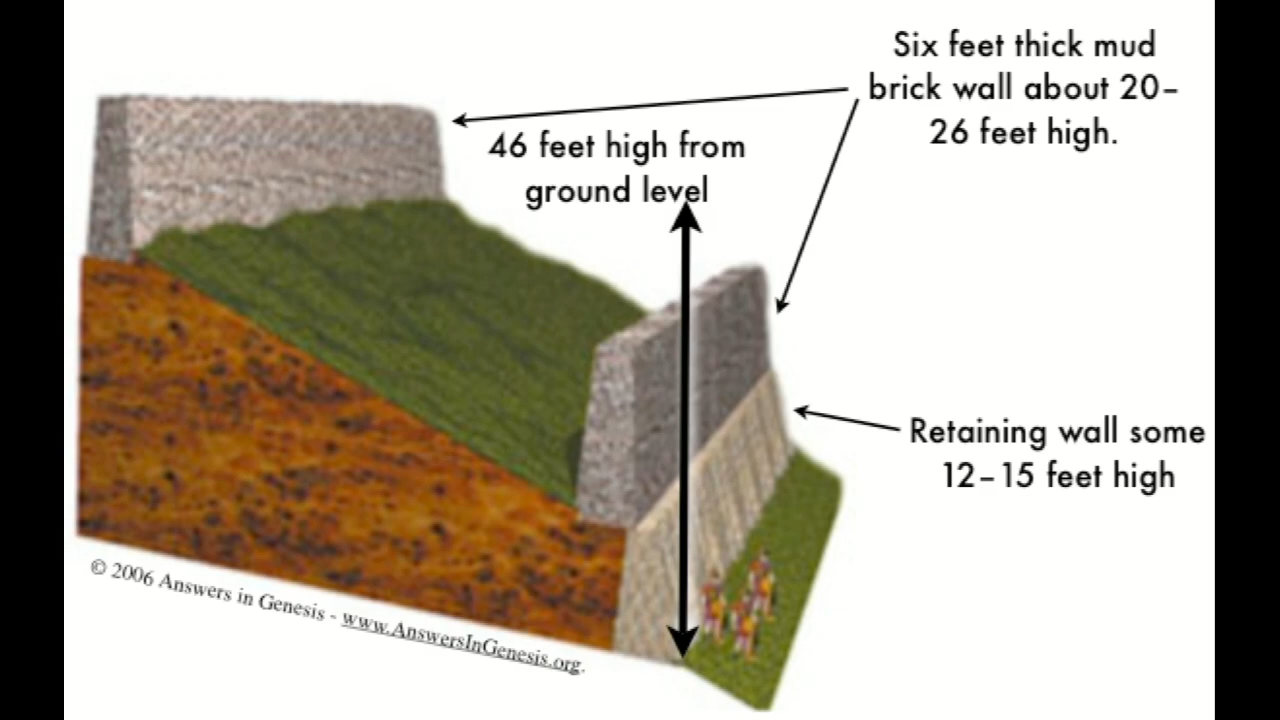 Six feet thick mud
brick wall about 20–
26 feet high.
46 feet high from
ground level
Retaining wall some
12–15 feet high
© 2006 Answers in Genesis - www.AnswersInGenesis.org.